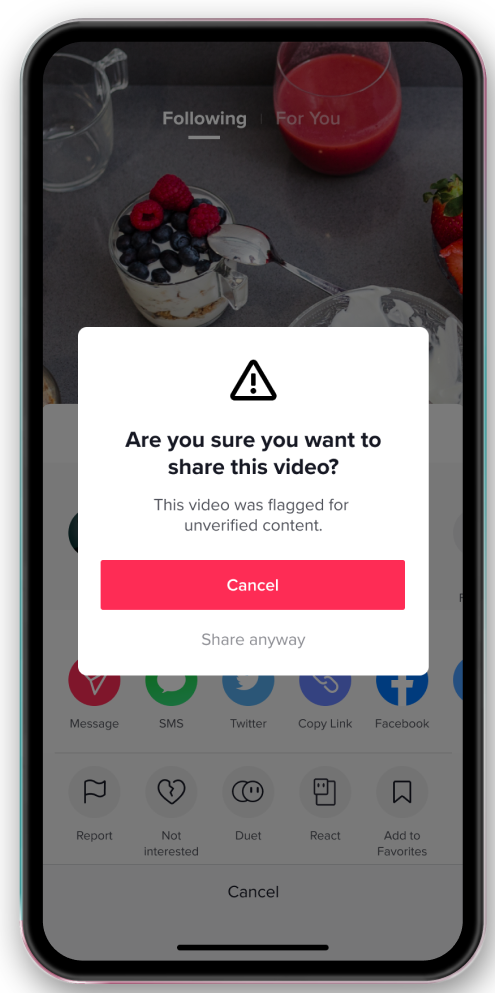 Following | For You
Are you sure you want to
share this video?
This video was flagged for
unverified content.
Cancel
Share anyway
Message
SMS
Twitter
Copy Link
Facebook
Report
Not
interested
Duet
React
Add to
Favorites
Cancel